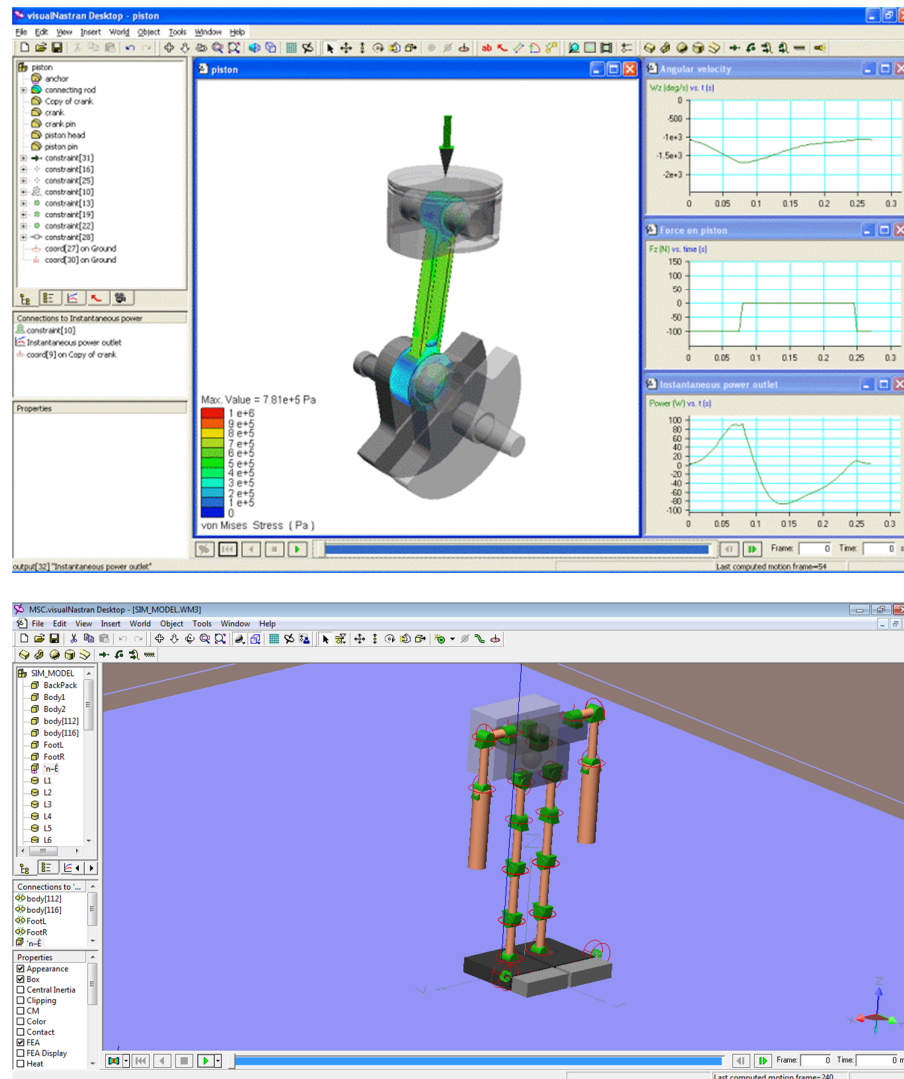 visualNastran Desktop - piston
File Edit View Insert World Object Tools Window Help
piston
anchor
connecting rod
Copy of crank
crank
crank pin
piston head
piston pin
constraint[31]
constraint[16]
constraint[25]
constraint[10]
constraint[13]
constraint[19]
constraint[22]
constraint[28]
coord[27] on Ground
coord[30] on Ground
Connections to Instantaneous power
constraint[10]
Instantaneous power outlet
coord[9] on Copy of crank
Properties
output[32] "Instantaneous power outlet"
piston
Max. Value = 7.81e+5 Pa
1 e+6
9 e+5
8 e+5
7 e+5
6 e+5
5 e+5
4 e+5
3 e+5
2 e+5
1 e+5
0
von Mises Stress ( Pa )
Angular velocity
Wz (deg/s) vs. t (s)
0
-500
-1e+3
-1.5e+3
-2e+3
0 0.05 0.1 0.15 0.2 0.25 0.3
Force on piston
Fz (N) vs. time (s)
150
100
50
0
-50
-100
0 0.05 0.1 0.15 0.2 0.25 0.3
Instantaneous power outlet
Power (W) vs. t (s)
100
80
60
40
20
0
-20
-40
-60
-80
-100
0 0.05 0.1 0.15 0.2 0.25 0.3
Frame: 0 Time: 0 s
Last computed motion frame=54
MSC.visualNastran Desktop - [SIM_MODEL.WM3]
File Edit View Insert World Object Tools Window Help
SIM_MODEL
BackPack
Body1
Body2
body[112]
body[116]
FootL
FootR
'n~É
L1
L2
L3
L4
L5
L6
Connections to '...
body[112]
body[116]
FootL
FootR
'n~É
Properties
Appearance
Box
Central Inertia
Clipping
CM
Color
Contact
FEA
FEA Display
Heat
Z
Frame: 0 Time: 0 m
Last computed motion frame=240